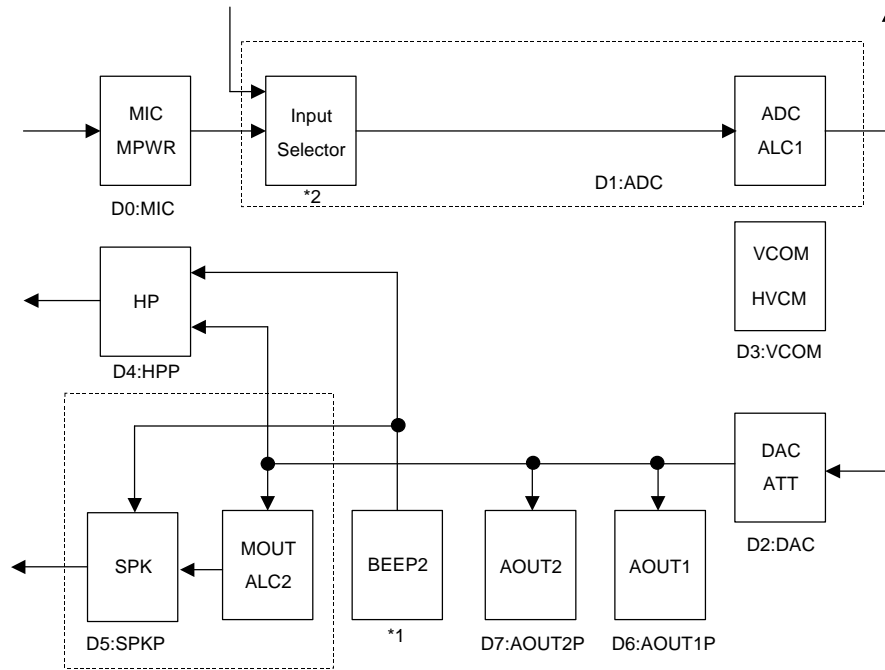 MIC
MPWR
D0:MIC
Input
Selector
*2
D1:ADC
ADC
ALC1
HP
D4:HPP
VCOM
HVCM
D3:VCOM
DAC
ATT
D2:DAC
SPK
D5:SPKP
MOUT
ALC2
BEEP2
*1
AOUT2
D7:AOUT2P
AOUT1
D6:AOUT1P